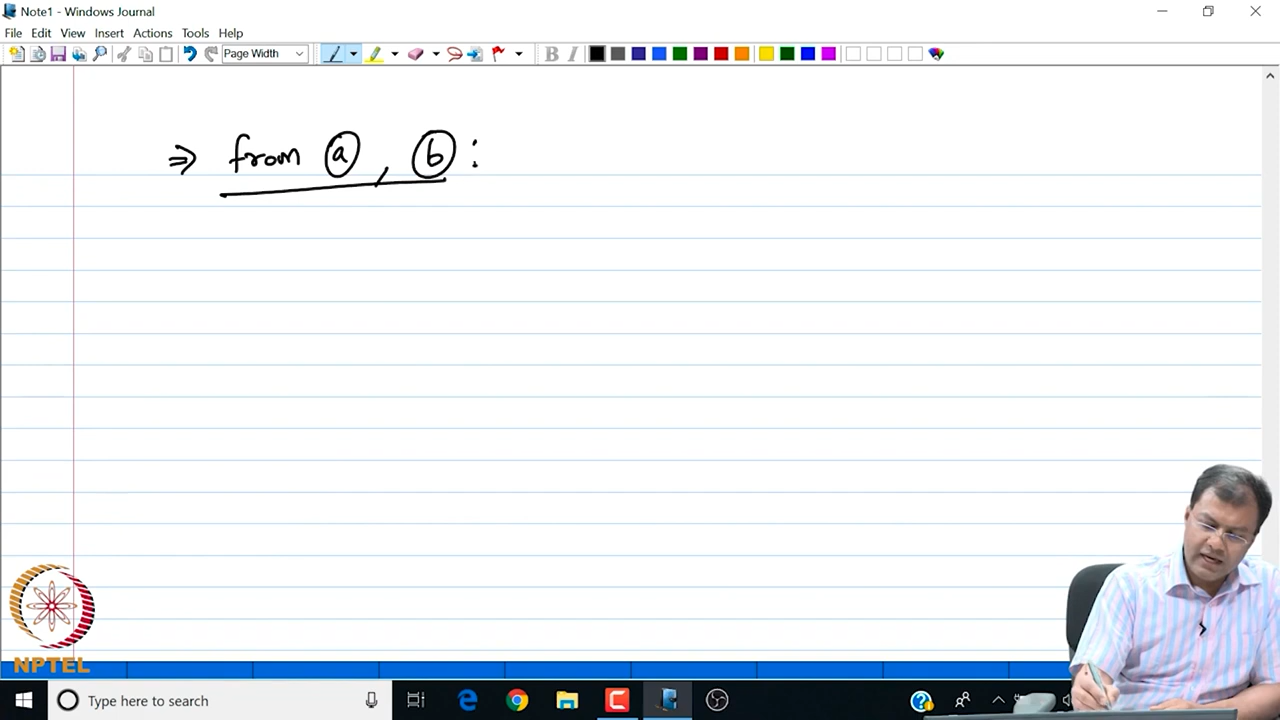 Note1 - Windows Journal
File Edit View Insert Actions Tools Help
Page Width B I
⇒ from ⓐ, ⓑ:
NPTEL
Type here to search